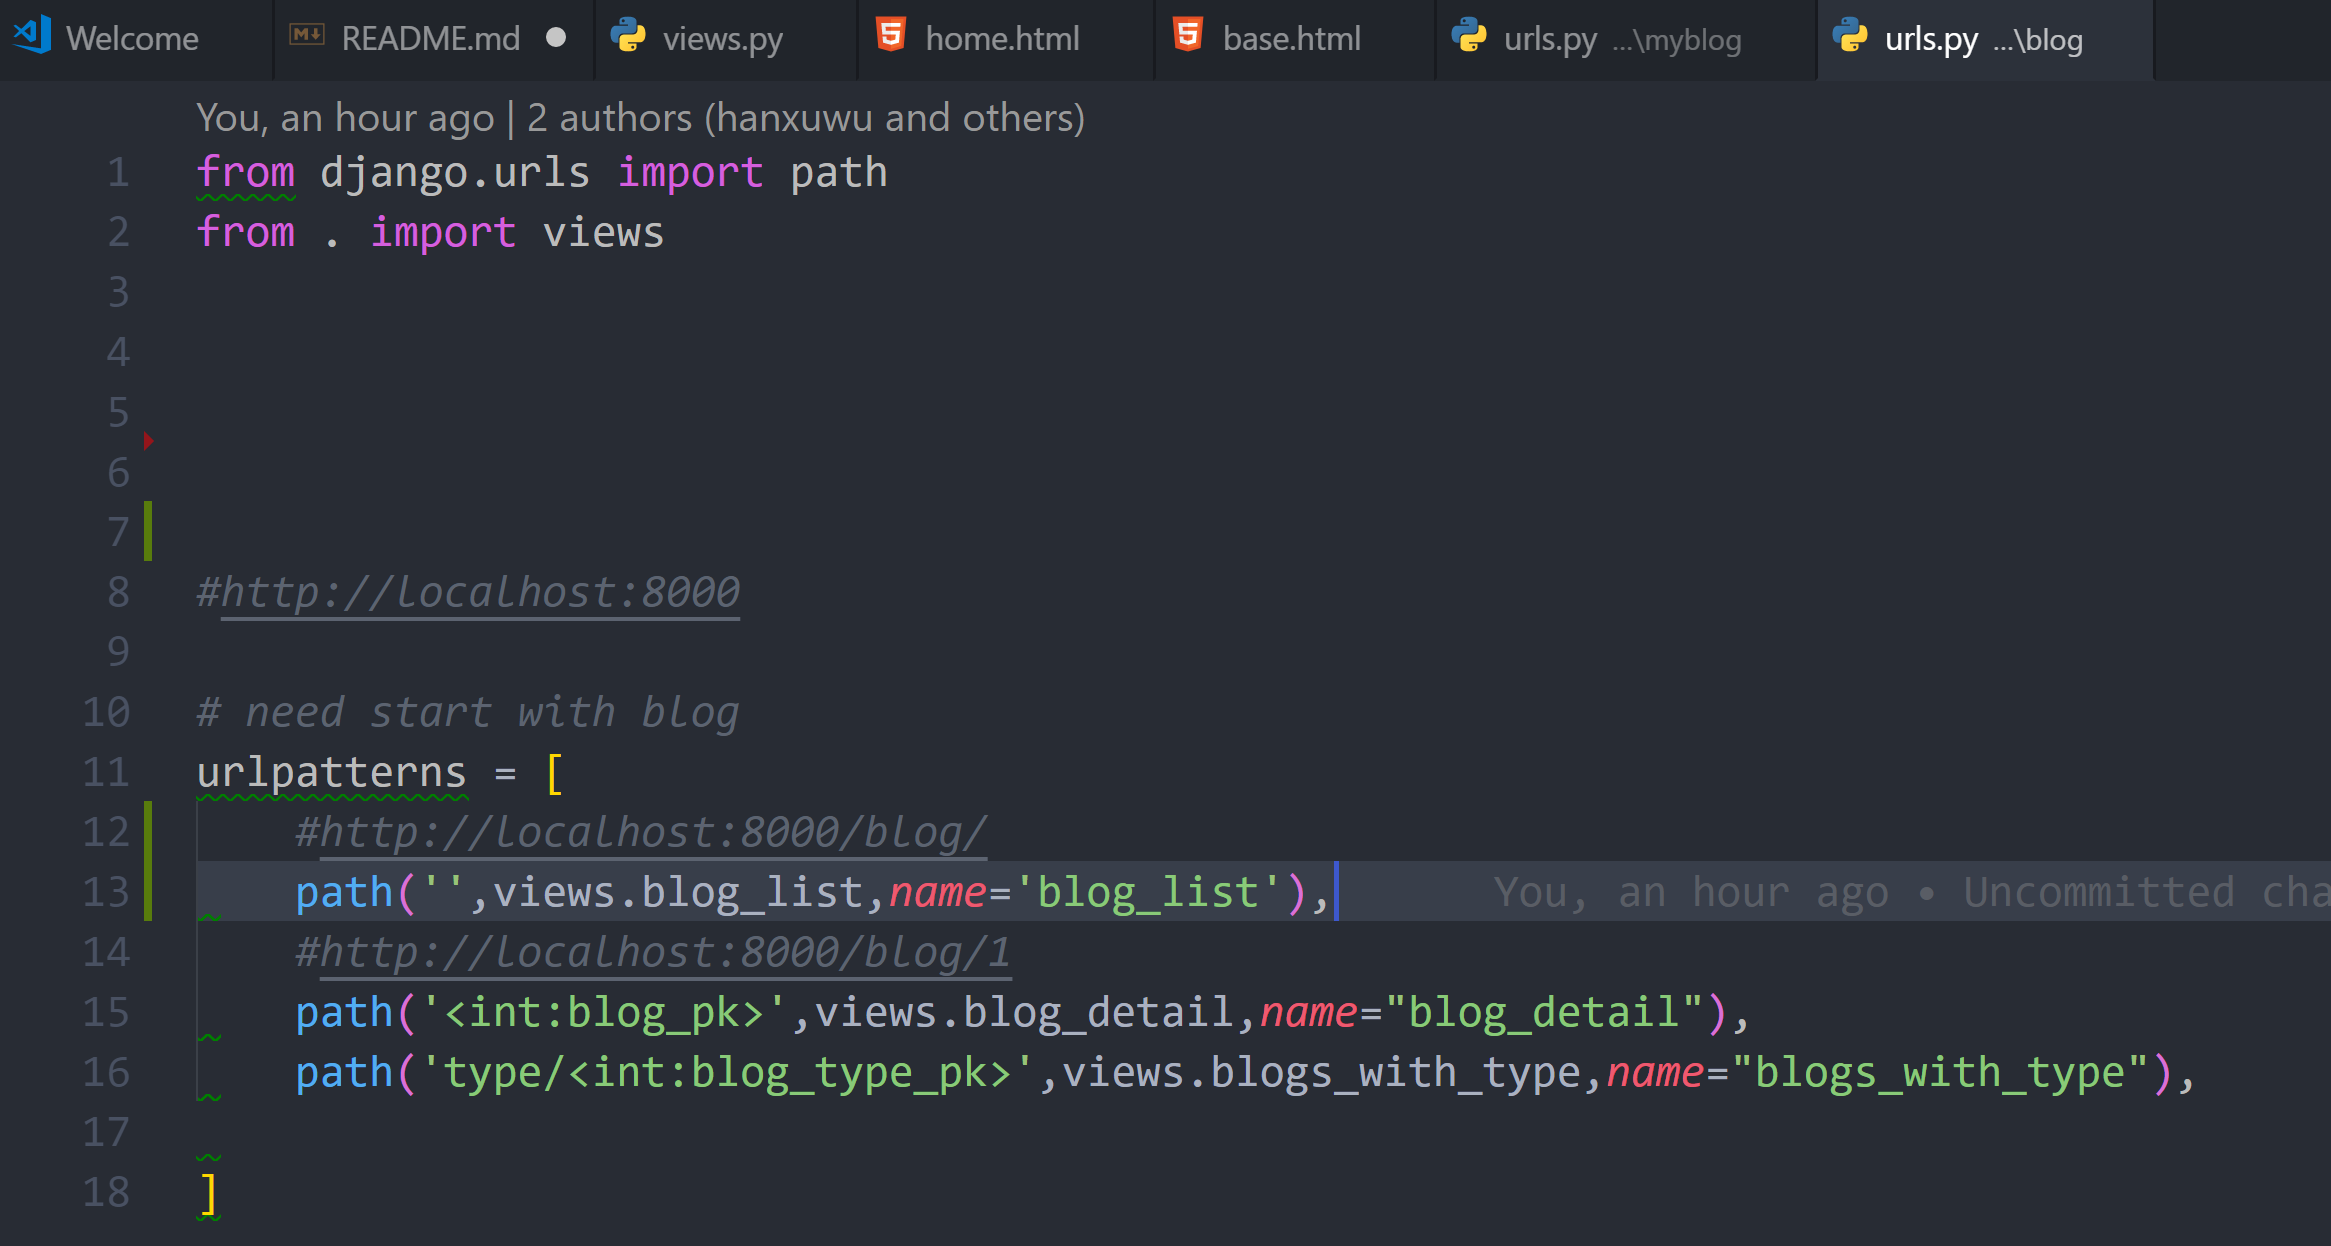 Welcome
README.md
views.py
home.html
base.html
urls.py ...\myblog
urls.py ...\blog
You, an hour ago | 2 authors (hanxuwu and others)
1 from django.urls import path
2 from . import views
3
4
5
6
7
8 #http://localhost:8000
9
10 # need start with blog
11 urlpatterns = [
12 #http://localhost:8000/blog/
13 path('',views.blog_list,name='blog_list'), You, an hour ago • Uncommitted cha
14 #http://localhost:8000/blog/1
15 path('<int:blog_pk>',views.blog_detail,name="blog_detail"),
16 path('type/<int:blog_type_pk>',views.blogs_with_type,name="blogs_with_type"),
17
18 ]